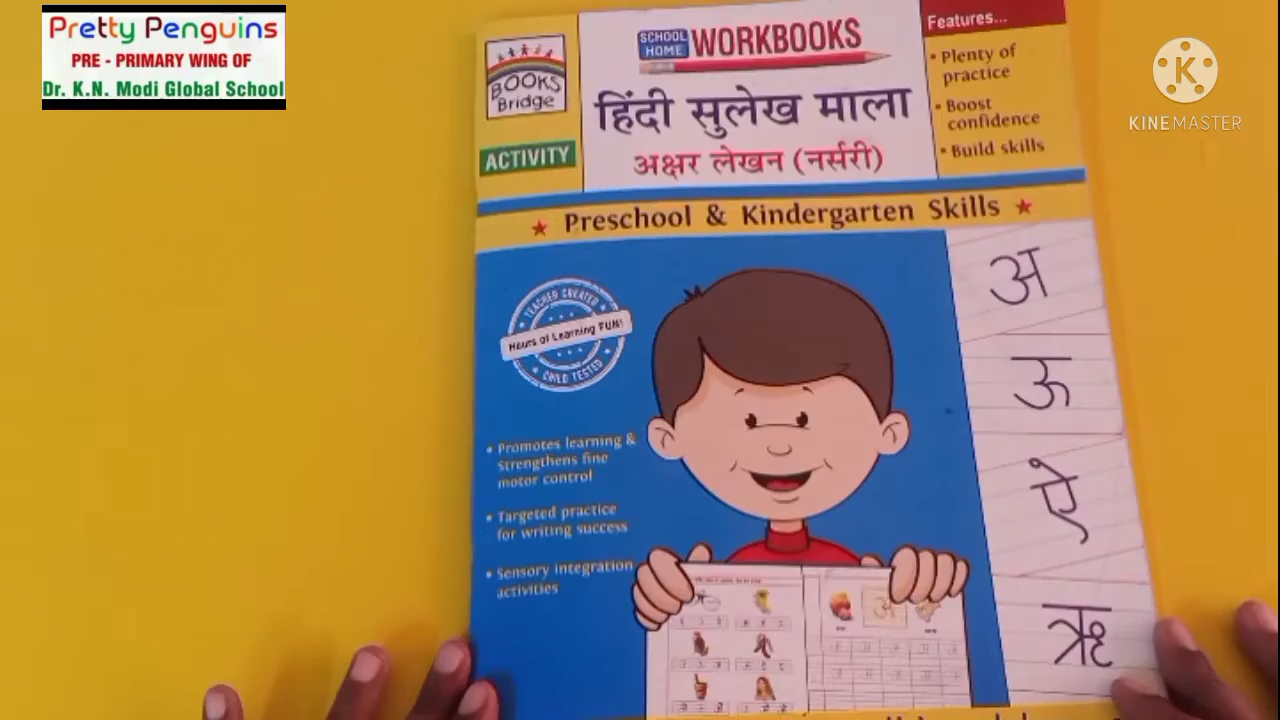 Pretty Penguins
PRE - PRIMARY WING OF
Dr. K.N. Modi Global School
BOOKS
Bridge
ACTIVITY
SCHOOL
HOME
WORKBOOKS
हिंदी सुलेख माला
अक्षर लेखन (नर्सरी)
Features...
• Plenty of
practice
• Boost
confidence
• Build skills
K
KINEMASTER
★ Preschool & Kindergarten Skills ★
TEACHER CREATED
Hours of Learning FUN!
CHILD TESTED
• Promotes learning &
strengthens fine
motor control
• Targeted practice
for writing success
• Sensory integration
activities
अ
ऊ
ऐ
ऋ
अ